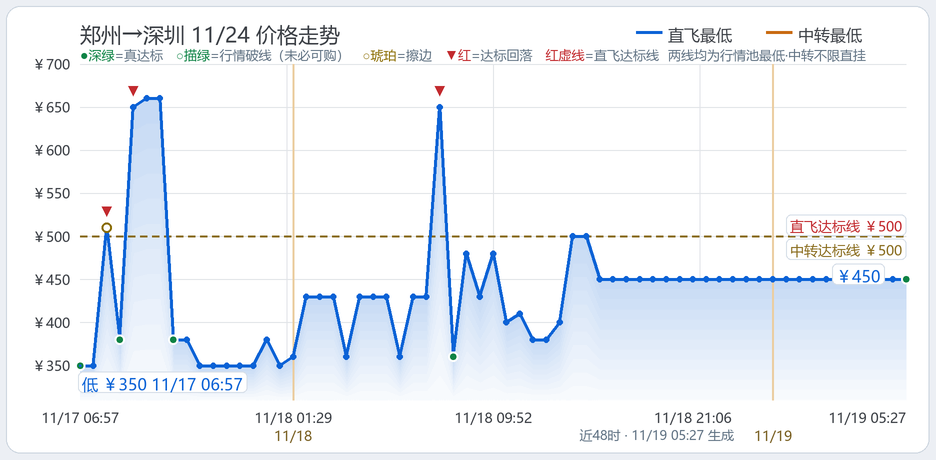 郑州→深圳 11/24 价格走势
直飞最低 中转最低
●深绿=真达标 ○描绿=行情破线（未必可购） ○琥珀=擦边 ▼红=达标回落 红虚线=直飞达标线 两线均为行情池最低·中转不限直挂
¥700
¥650
¥600
¥550
¥500
¥450
¥400
¥350
直飞达标线 ¥500
中转达标线 ¥500
¥450
低 ¥350 11/17 06:57
11/17 06:57 11/18 01:29 11/18 09:52 11/18 21:06 11/19 05:27
11/18 近48时 · 11/19 05:27 生成 11/19